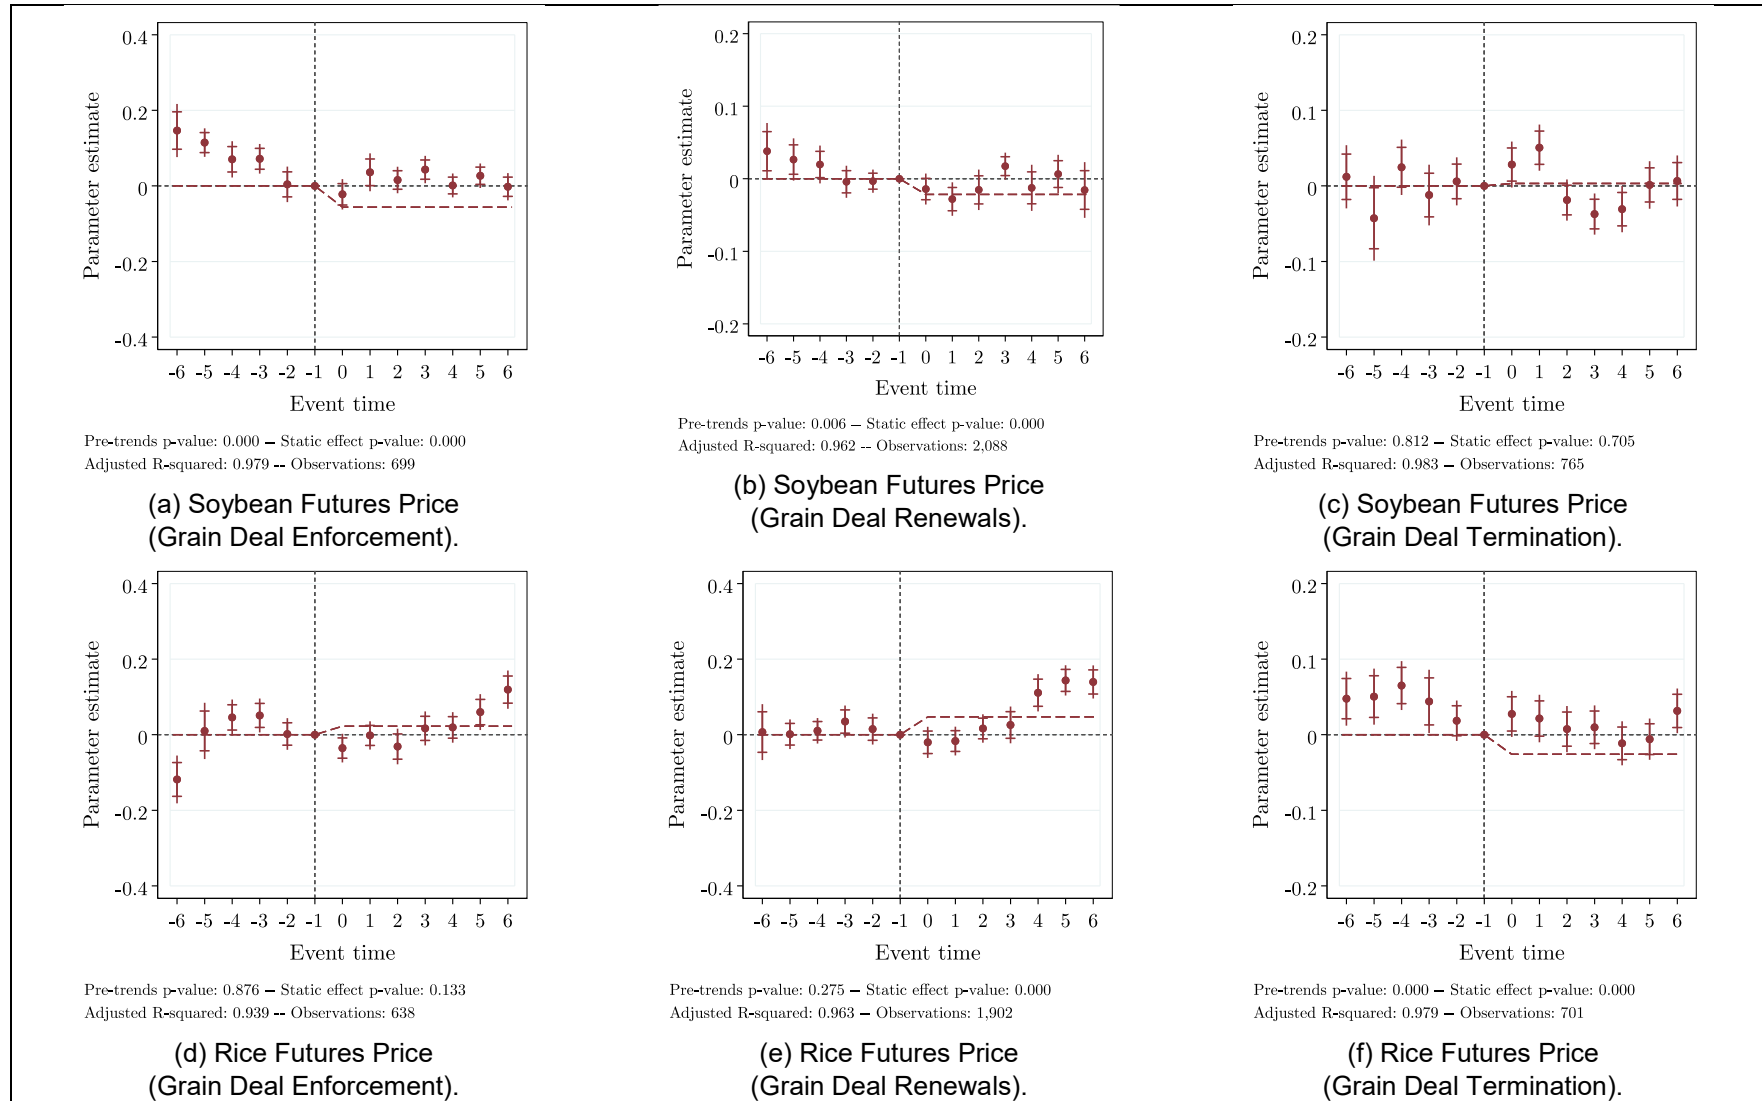 0.4
0.2
0
-0.2
-0.4
Parameter estimate
-6 -5 -4 -3 -2 -1 0 1 2 3 4 5 6
Event time
Pre-trends p-value: 0.000 – Static effect p-value: 0.000
Adjusted R-squared: 0.979 -- Observations: 699
(a) Soybean Futures Price
(Grain Deal Enforcement).
0.2
0.1
0
-0.1
-0.2
Parameter estimate
-6 -5 -4 -3 -2 -1 0 1 2 3 4 5 6
Event time
Pre-trends p-value: 0.006 – Static effect p-value: 0.000
Adjusted R-squared: 0.962 -- Observations: 2,088
(b) Soybean Futures Price
(Grain Deal Renewals).
0.2
0.1
0
-0.1
-0.2
Parameter estimate
-6 -5 -4 -3 -2 -1 0 1 2 3 4 5 6
Event time
Pre-trends p-value: 0.812 – Static effect p-value: 0.705
Adjusted R-squared: 0.983 – Observations: 765
(c) Soybean Futures Price
(Grain Deal Termination).
0.4
0.2
0
-0.2
-0.4
Parameter estimate
-6 -5 -4 -3 -2 -1 0 1 2 3 4 5 6
Event time
Pre-trends p-value: 0.876 – Static effect p-value: 0.133
Adjusted R-squared: 0.939 -- Observations: 638
(d) Rice Futures Price
(Grain Deal Enforcement).
0.4
0.2
0
-0.2
-0.4
Parameter estimate
-6 -5 -4 -3 -2 -1 0 1 2 3 4 5 6
Event time
Pre-trends p-value: 0.275 – Static effect p-value: 0.000
Adjusted R-squared: 0.963 – Observations: 1,902
(e) Rice Futures Price
(Grain Deal Renewals).
0.2
0.1
0
-0.1
-0.2
Parameter estimate
-6 -5 -4 -3 -2 -1 0 1 2 3 4 5 6
Event time
Pre-trends p-value: 0.000 – Static effect p-value: 0.000
Adjusted R-squared: 0.979 – Observations: 701
(f) Rice Futures Price
(Grain Deal Termination).